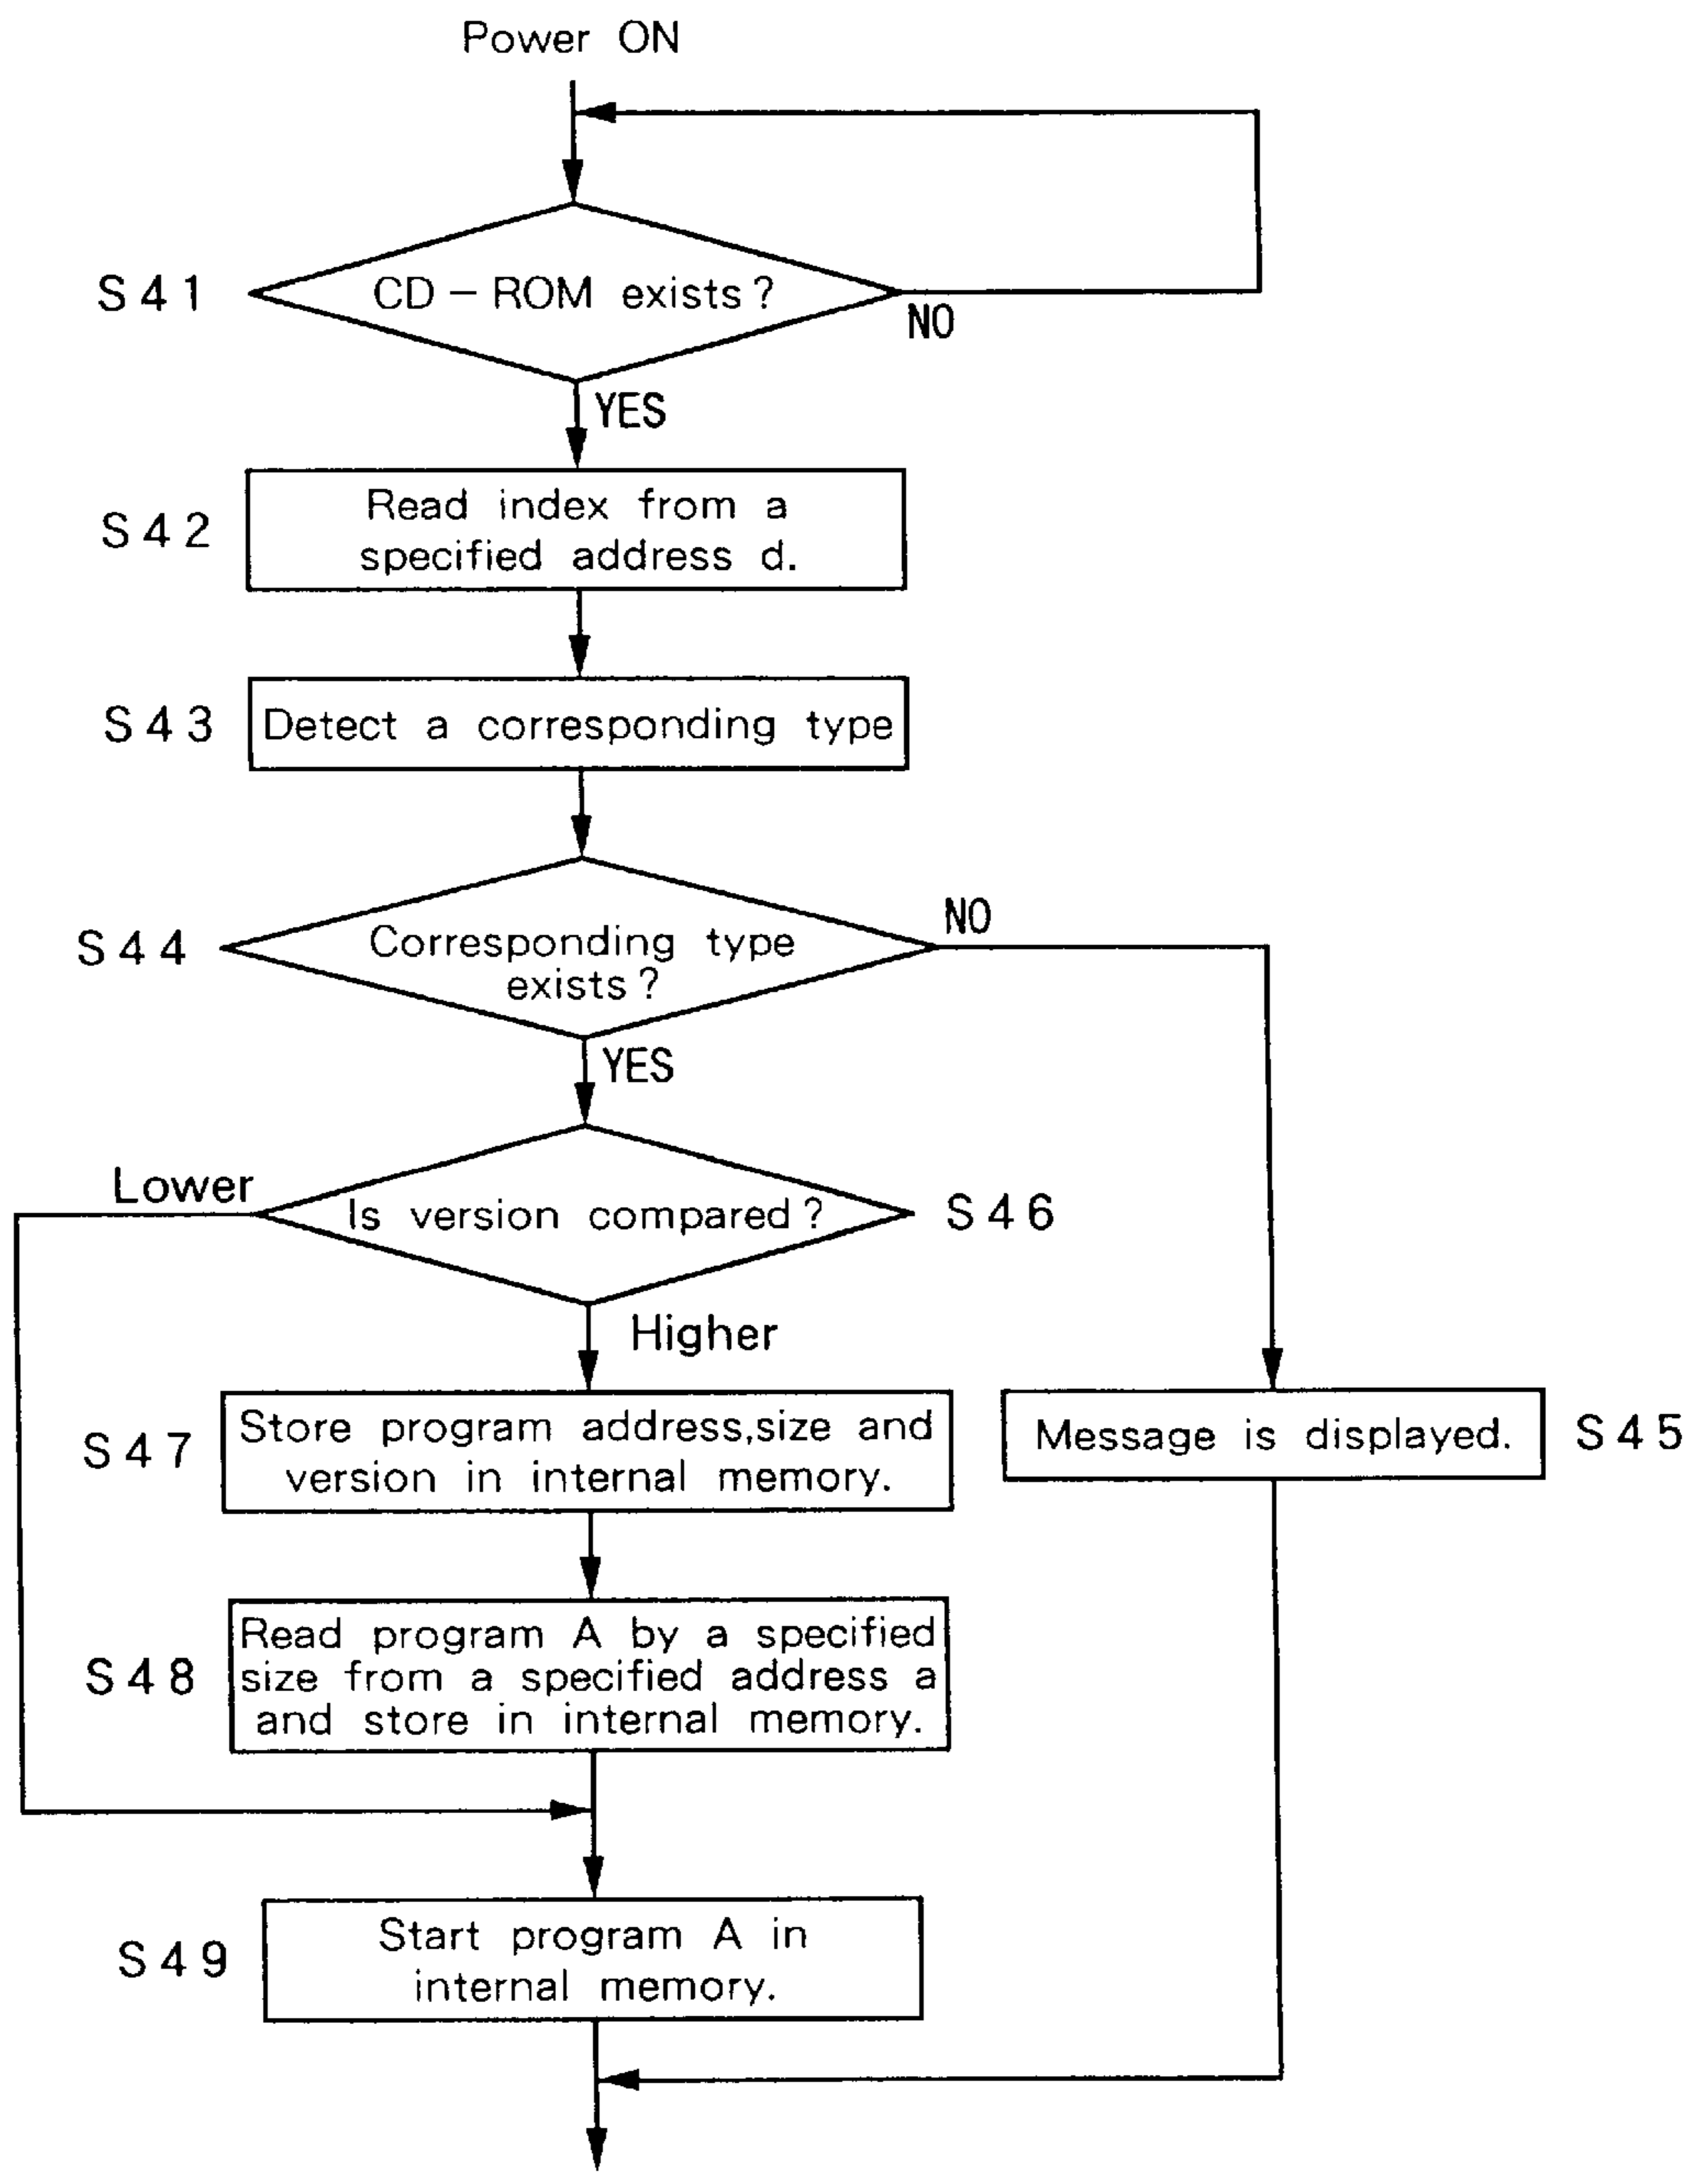 Power ON
S41
CD-ROM exists?
NO
YES
S42
Read index from a
specified address d.
S43
Detect a corresponding type
NO
S44
Corresponding type
exists?
YES
Lower
Is version compared?
S46
Higher
S47
Store program address,size and
version in internal memory.
Message is displayed.
S45
S48
Read program A by a specified
size from a specified address a
and store in internal memory.
S49
Start program A in
internal memory.